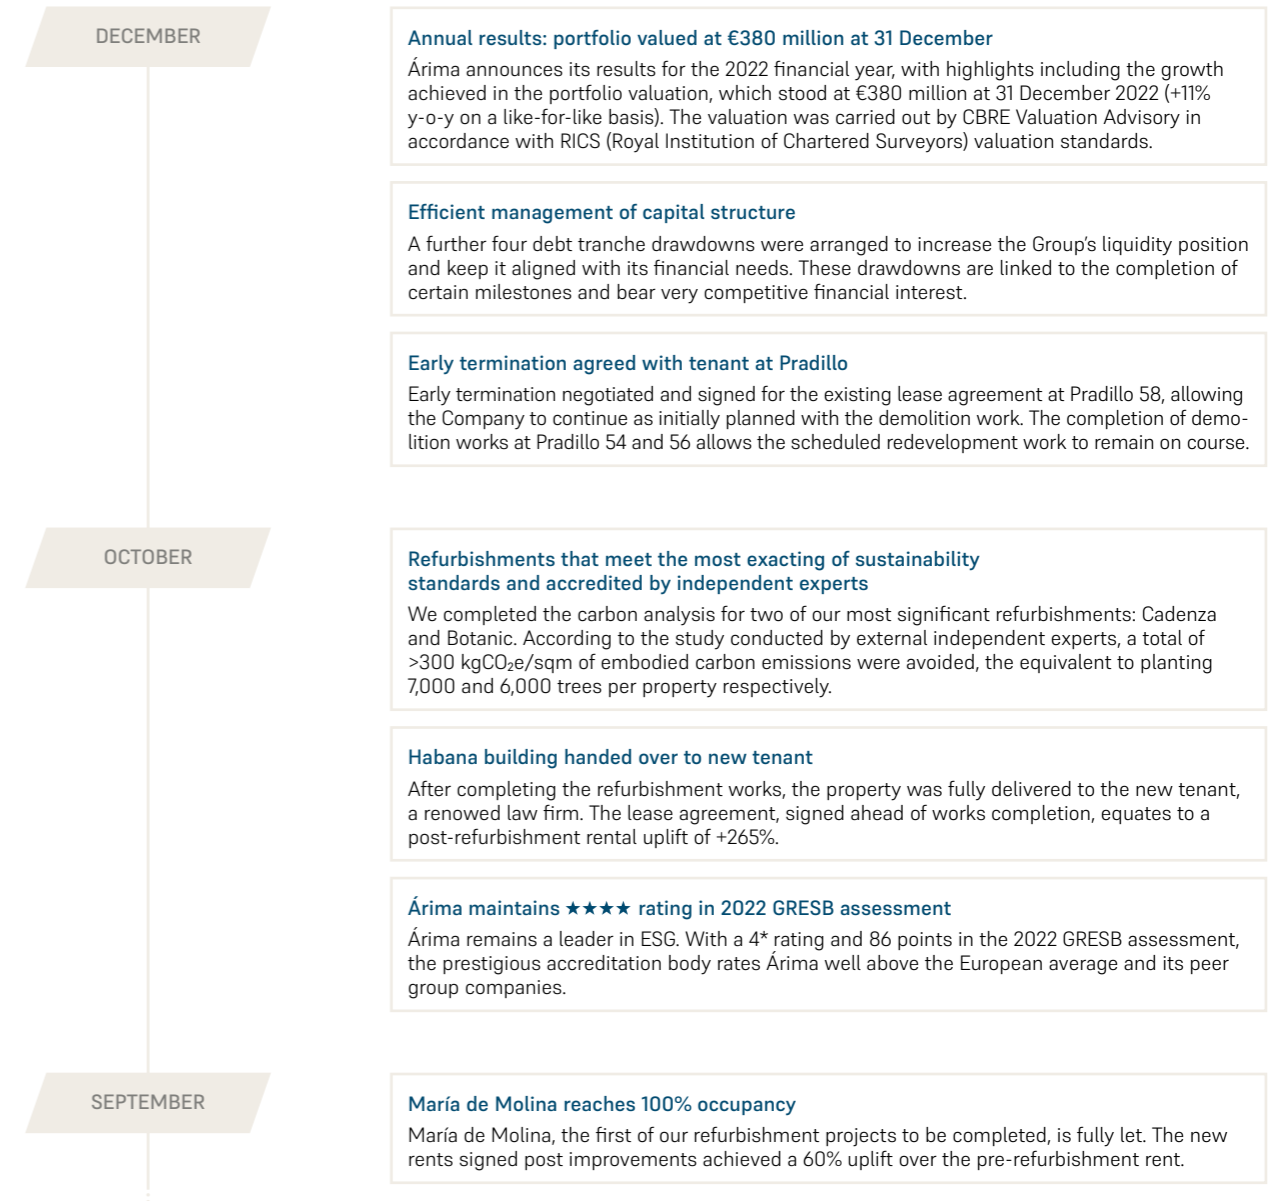 DECEMBER
Annual results: portfolio valued at €380 million at 31 December
Árima announces its results for the 2022 financial year, with highlights including the growth
achieved in the portfolio valuation, which stood at €380 million at 31 December 2022 (+11%
y-o-y on a like-for-like basis). The valuation was carried out by CBRE Valuation Advisory in
accordance with RICS (Royal Institution of Chartered Surveyors) valuation standards.
Efficient management of capital structure
A further four debt tranche drawdowns were arranged to increase the Group's liquidity position
and keep it aligned with its financial needs. These drawdowns are linked to the completion of
certain milestones and bear very competitive financial interest.
Early termination agreed with tenant at Pradillo
Early termination negotiated and signed for the existing lease agreement at Pradillo 58, allowing
the Company to continue as initially planned with the demolition work. The completion of demo-
lition works at Pradillo 54 and 56 allows the scheduled redevelopment work to remain on course.
OCTOBER
Refurbishments that meet the most exacting of sustainability
standards and accredited by independent experts
We completed the carbon analysis for two of our most significant refurbishments: Cadenza
and Botanic. According to the study conducted by external independent experts, a total of
>300 kgCO₂e/sqm of embodied carbon emissions were avoided, the equivalent to planting
7,000 and 6,000 trees per property respectively.
Habana building handed over to new tenant
After completing the refurbishment works, the property was fully delivered to the new tenant,
a renowed law firm. The lease agreement, signed ahead of works completion, equates to a
post-refurbishment rental uplift of +265%.
Árima maintains ★★★★ rating in 2022 GRESB assessment
Árima remains a leader in ESG. With a 4* rating and 86 points in the 2022 GRESB assessment,
the prestigious accreditation body rates Árima well above the European average and its peer
group companies.
SEPTEMBER
María de Molina reaches 100% occupancy
María de Molina, the first of our refurbishment projects to be completed, is fully let. The new
rents signed post improvements achieved a 60% uplift over the pre-refurbishment rent.